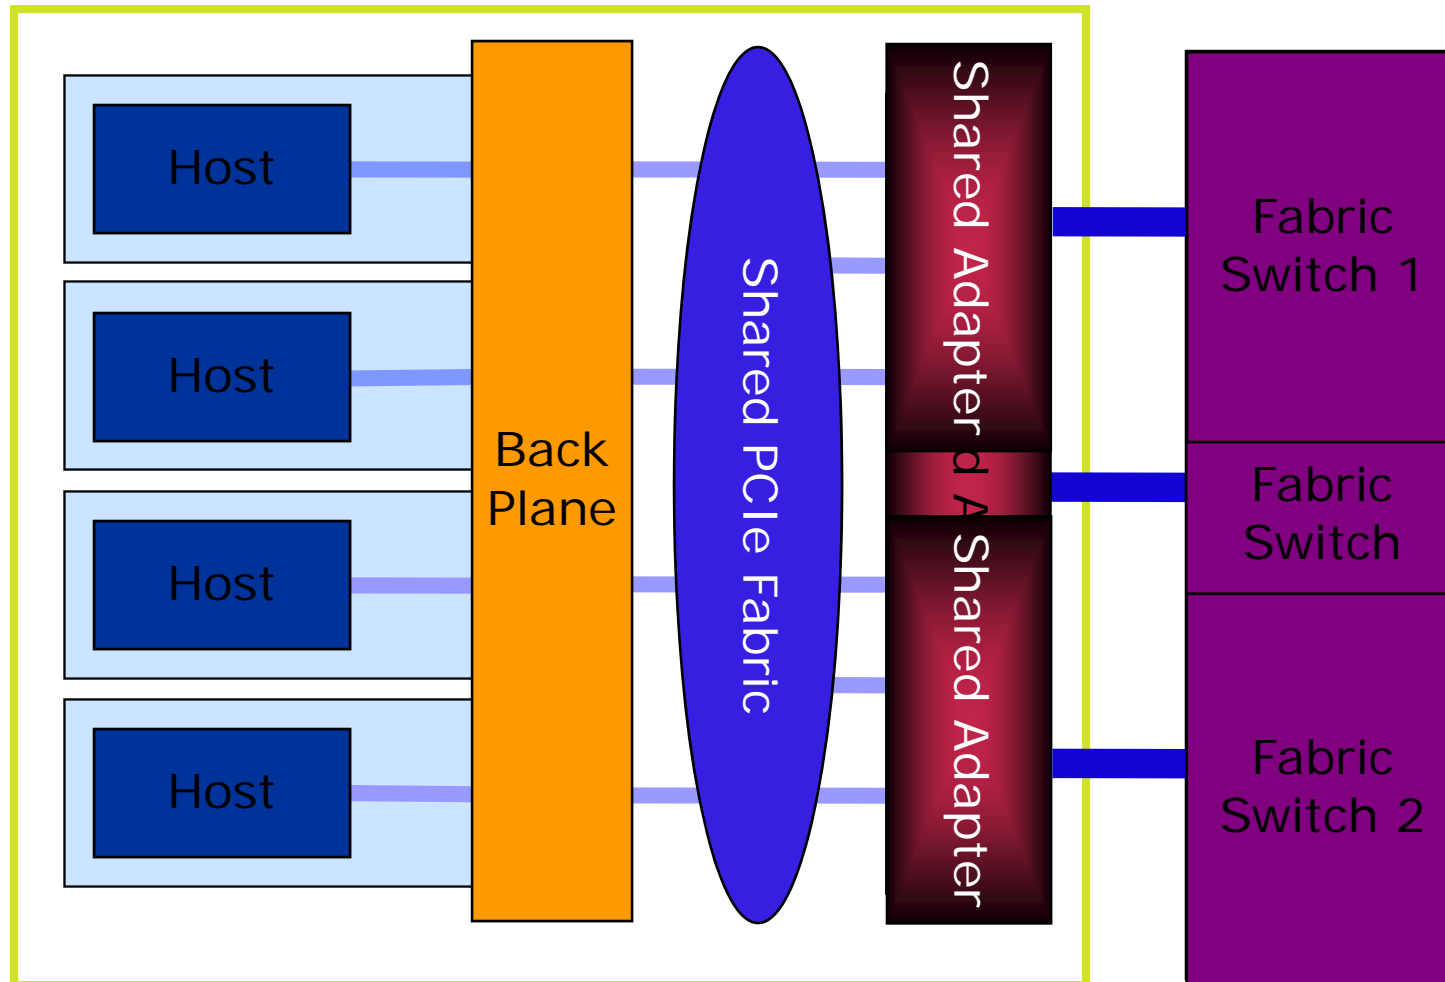 Host
Host
Host
Host
Back
Plane
Shared PCIe Fabric
Shared Adapter
d A
Shared Adapter
Fabric
Switch 1
Fabric
Switch
Fabric
Switch 2